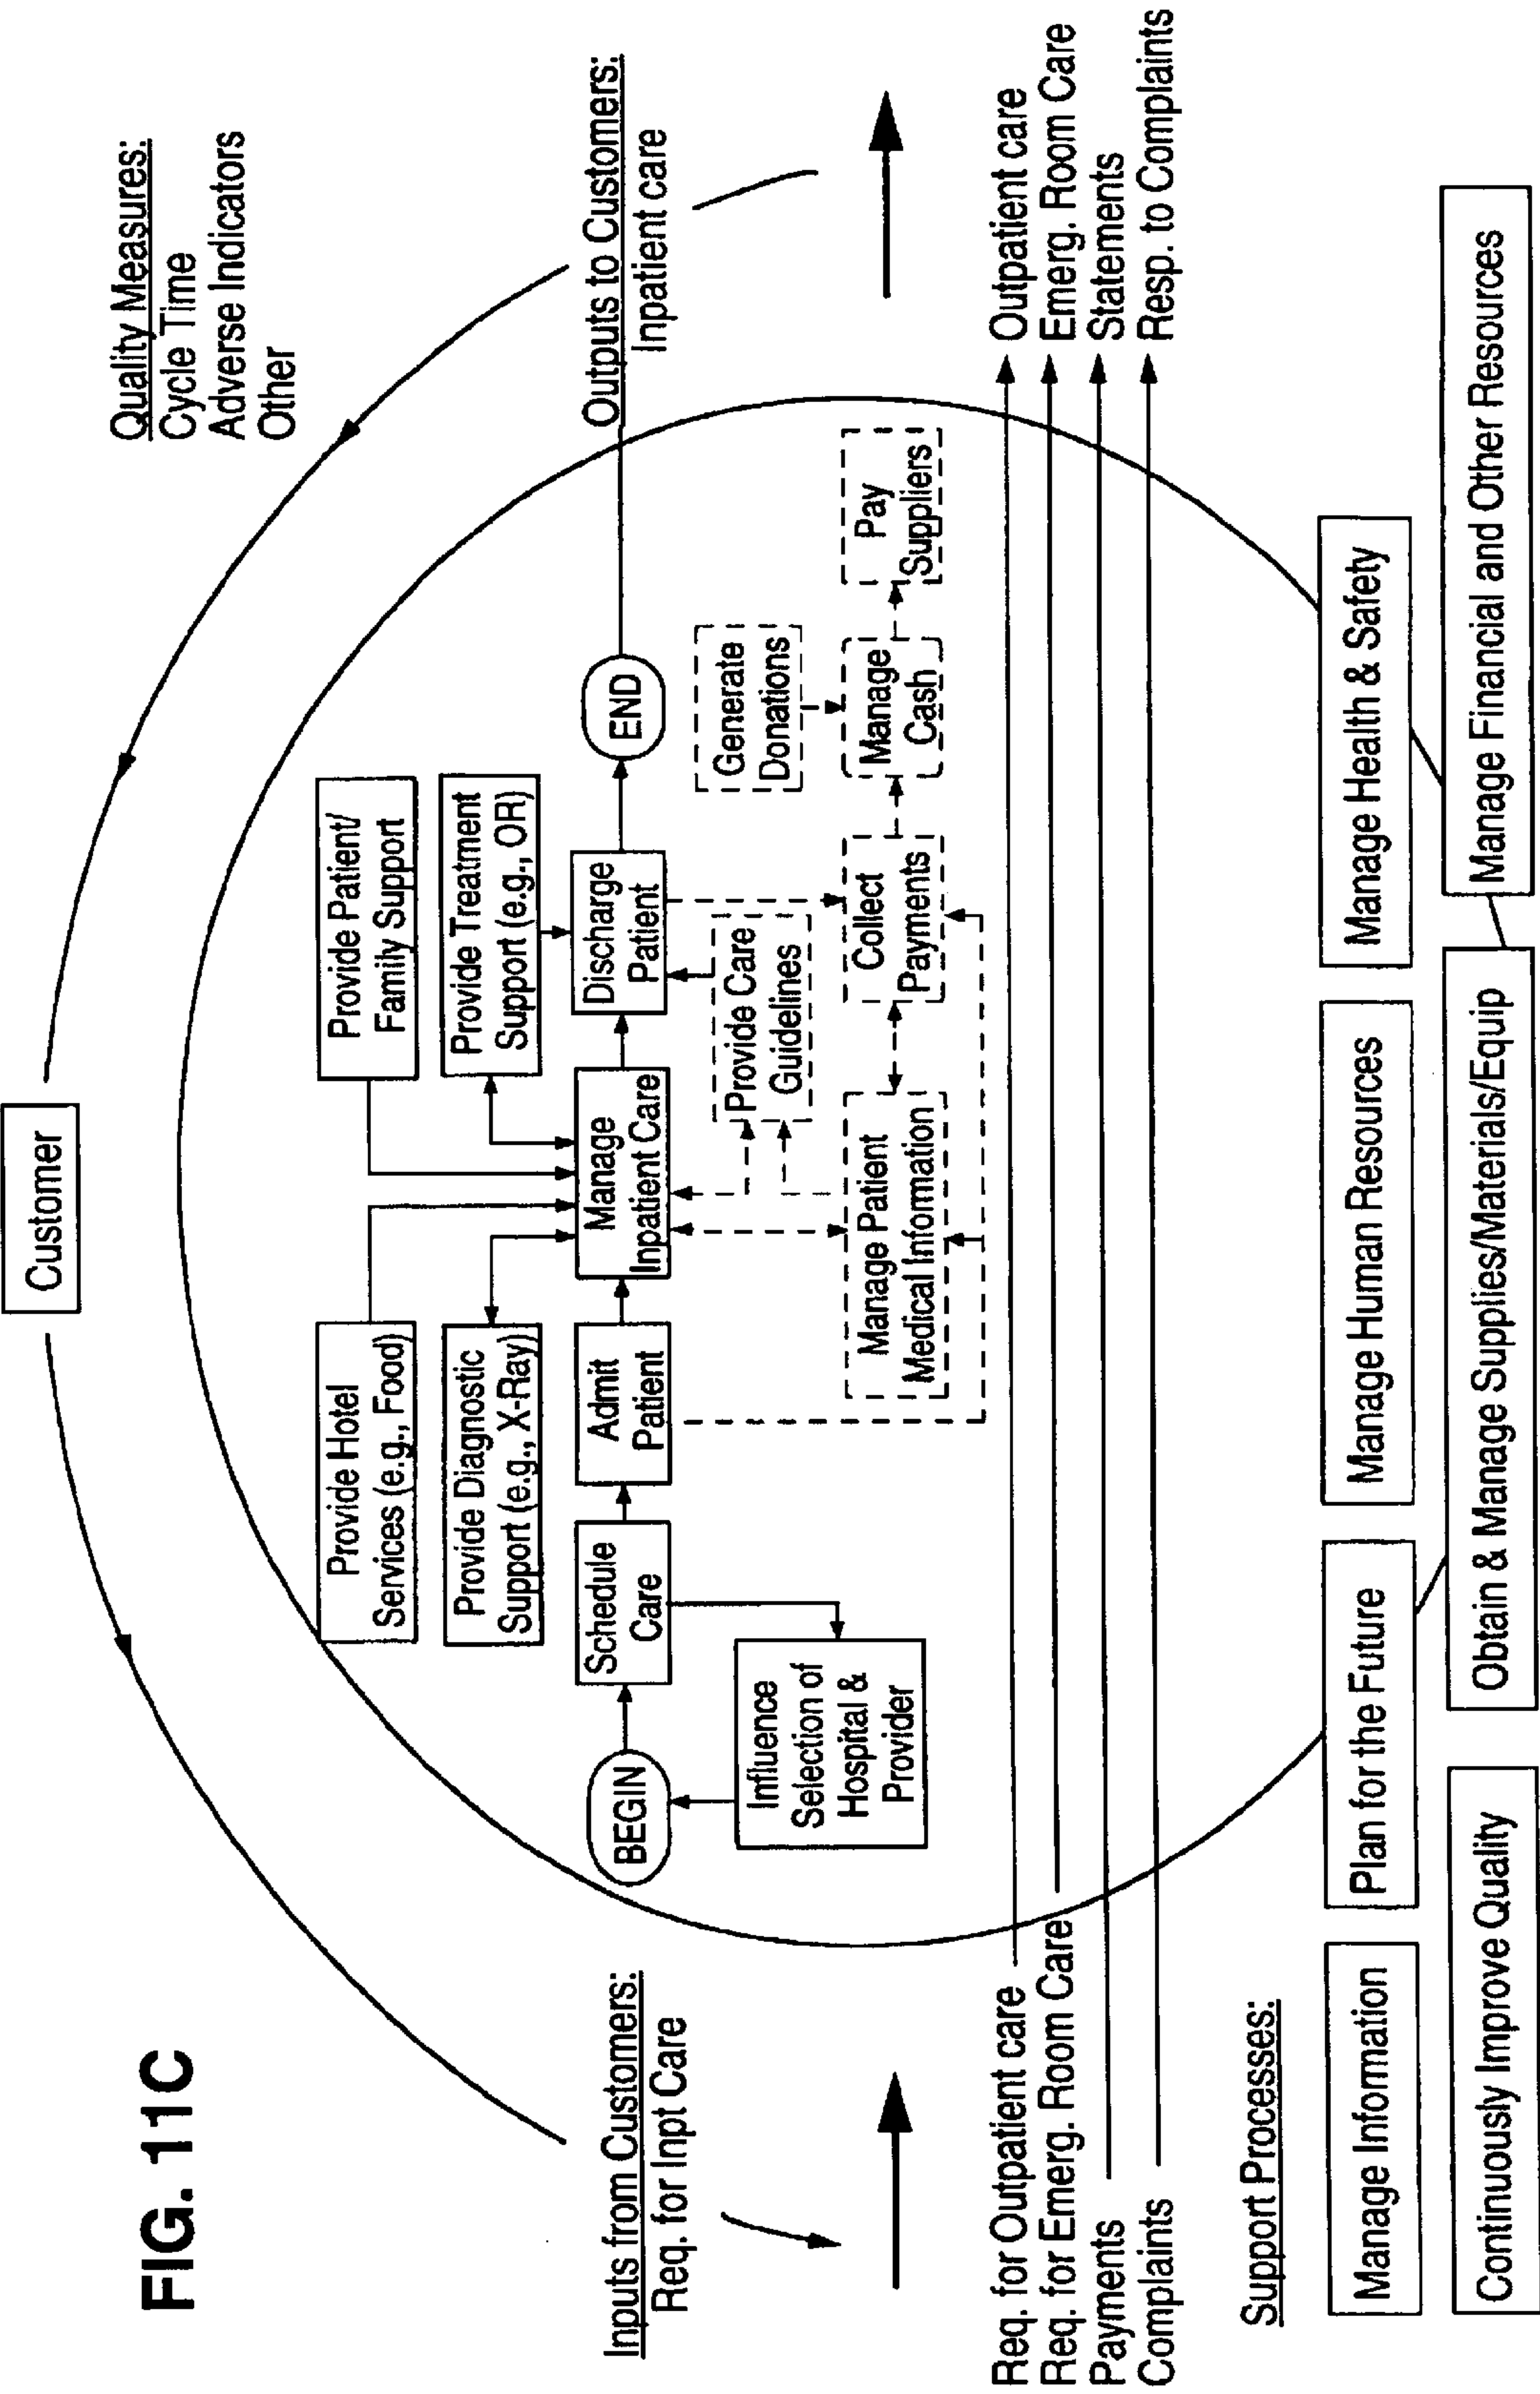 FIG. 11C
Customer
Quality Measures:
Cycle Time
Adverse Indicators
Other
Inputs from Customers:
Req. for Inpt Care
Outputs to Customers:
Inpatient care
Provide Hotel
Services (e.g., Food)
Provide Patient/
Family Support
Provide Diagnostic
Support (e.g., X-Ray)
Provide Treatment
Support (e.g., OR)
BEGIN
Schedule
Care
Admit
Patient
Manage
Inpatient Care
Discharge
Patient
END
Influence
Selection of
Hospital &
Provider
Provide Care
Guidelines
Generate
Donations
Manage Patient
Medical Information
Collect
Payments
Manage
Cash
Pay
Suppliers
Req. for Outpatient care
Req. for Emerg. Room Care
Payments
Complaints
Outpatient care
Emerg. Room Care
Statements
Resp. to Complaints
Support Processes:
Manage Information
Plan for the Future
Manage Human Resources
Manage Health & Safety
Continuously Improve Quality
Obtain & Manage Supplies/Materials/Equip
Manage Financial and Other Resources